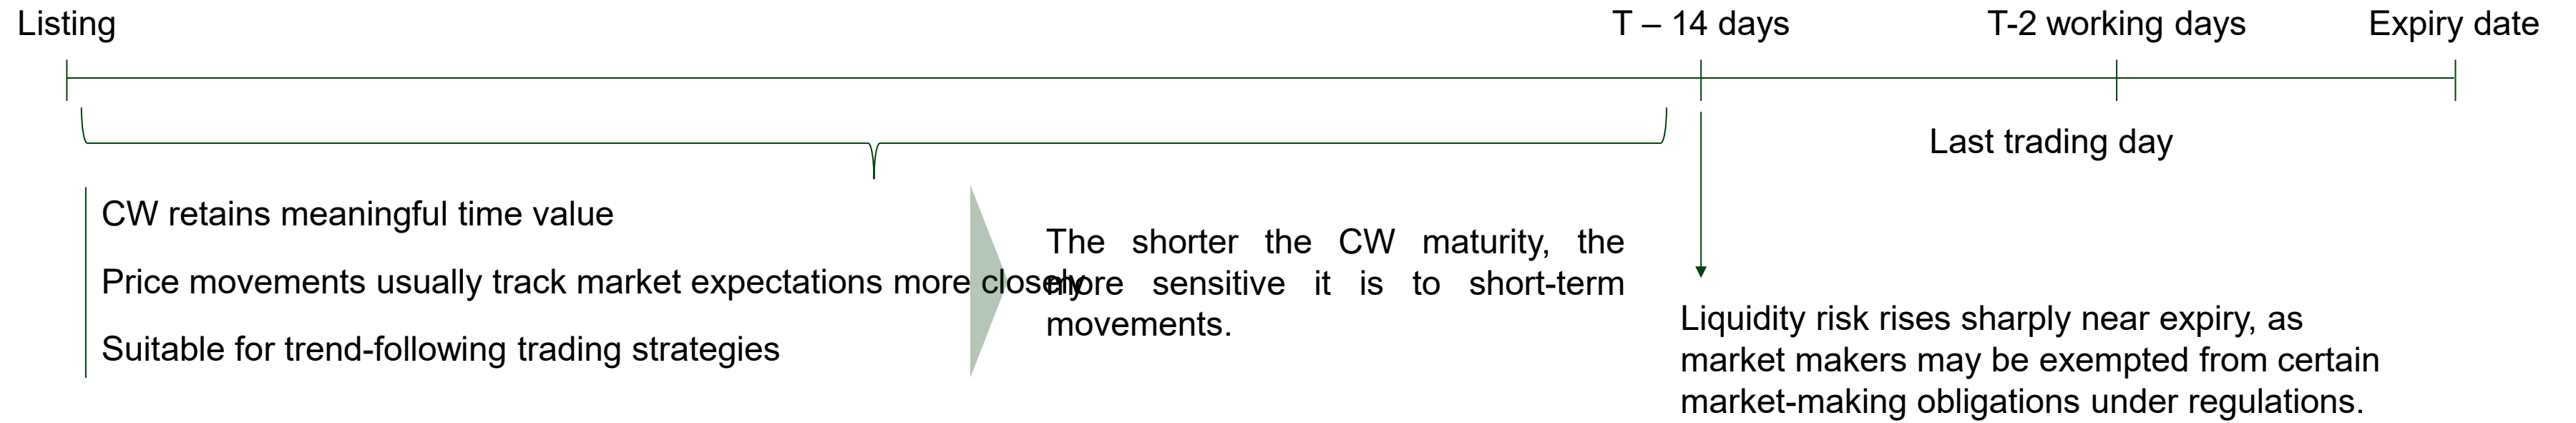 Listing
T – 14 days
T-2 working days
Expiry date
Last trading day
CW retains meaningful time value
Price movements usually track market expectations more closely
Suitable for trend-following trading strategies
The shorter the CW maturity, the
more sensitive it is to short-term
movements.
Liquidity risk rises sharply near expiry, as
market makers may be exempted from certain
market-making obligations under regulations.